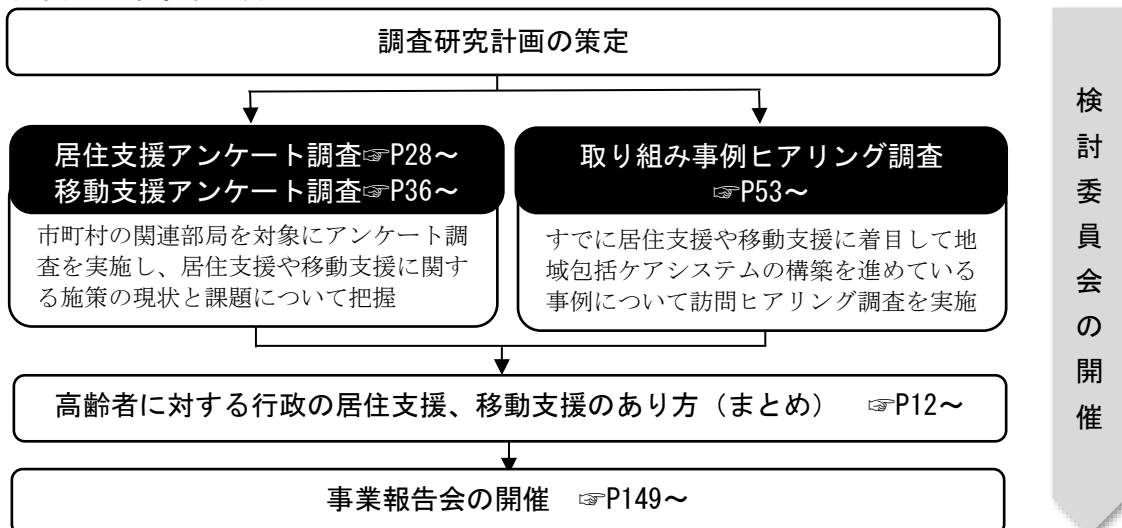 調査研究計画の策定
居住支援アンケート調査☞P28～
移動支援アンケート調査☞P36～
市町村の関連部局を対象にアンケート調
査を実施し、居住支援や移動支援に関す
る施策の現状と課題について把握
取り組み事例ヒアリング調査
☞P53～
すでに居住支援や移動支援に着目して地
域包括ケアシステムの構築を進めている
事例について訪問ヒアリング調査を実施
高齢者に対する行政の居住支援、移動支援のあり方（まとめ）　☞P12～
事業報告会の開催　☞P149～
検討委員会の開催